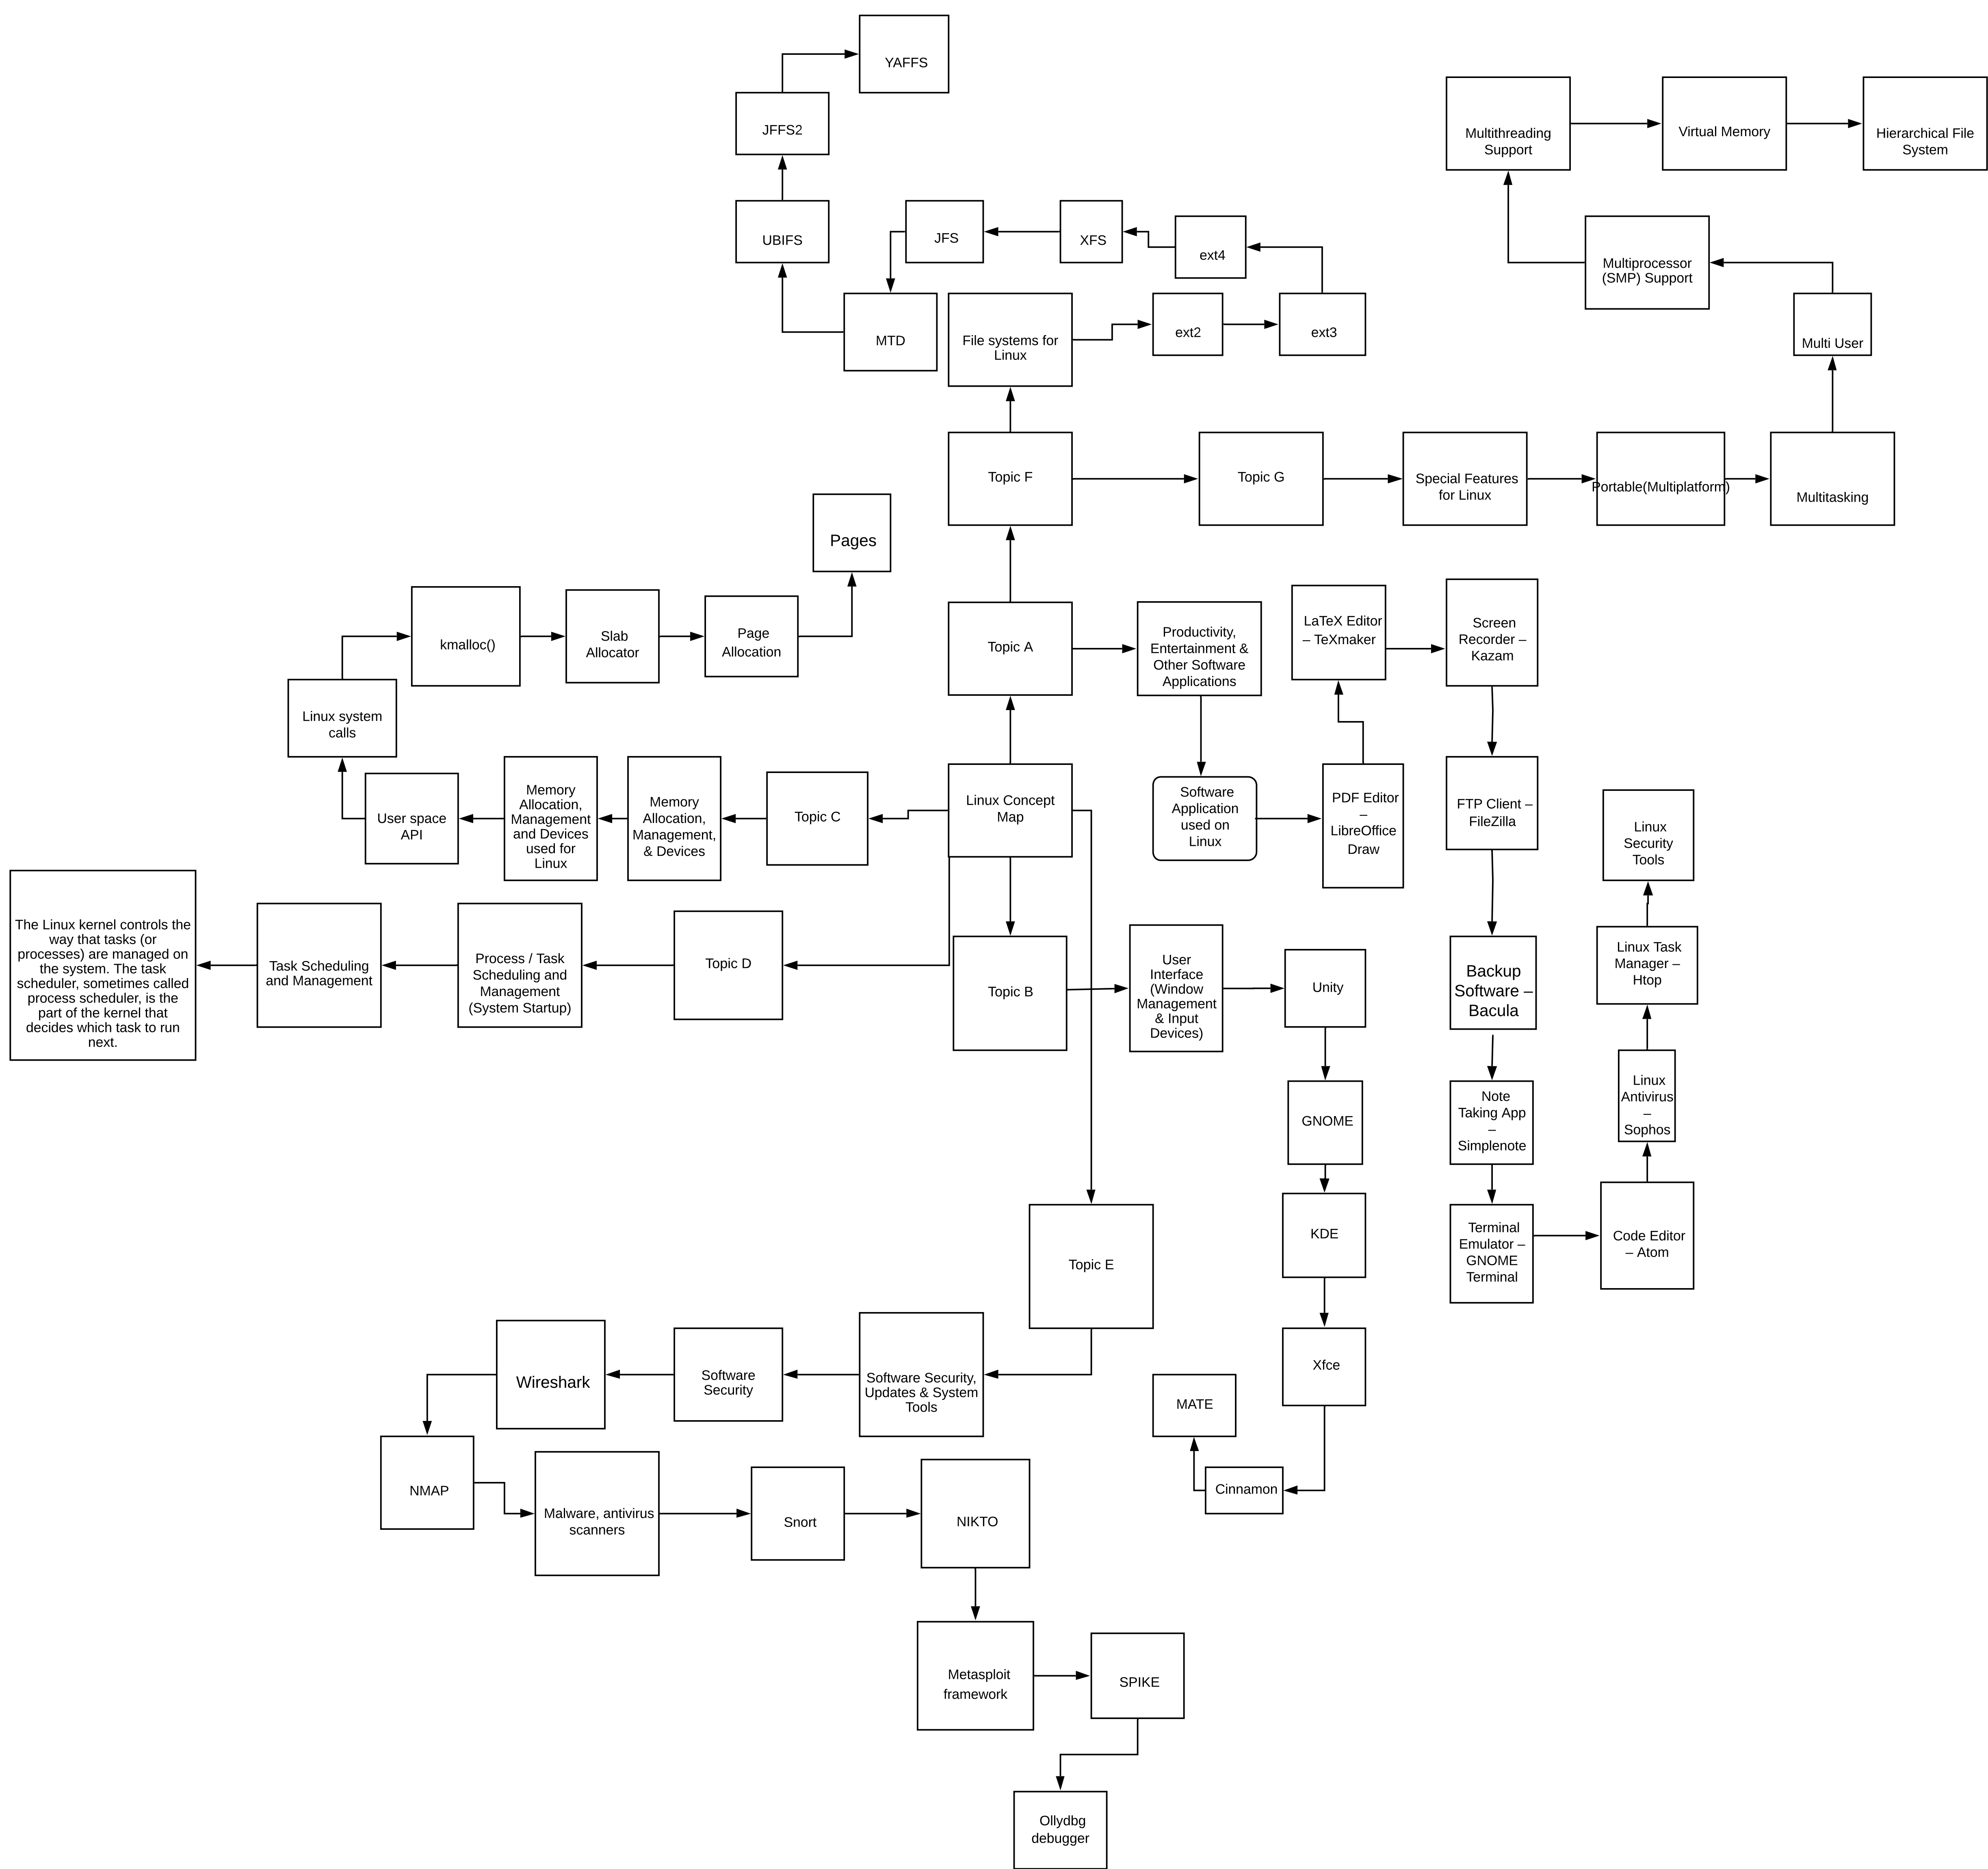 YAFFS
JFFS2
UBIFS
JFS
XFS
ext4
MTD
File systems for
Linux
ext2
ext3
Multithreading
Support
Virtual Memory
Hierarchical File
System
Multiprocessor
(SMP) Support
Multi User
Topic F
Topic G
Special Features
for Linux
Portable(Multiplatform)
Multitasking
Pages
kmalloc()
Slab
Allocator
Page
Allocation
Topic A
Productivity,
Entertainment &
Other Software
Applications
LaTeX Editor
– TeXmaker
Screen
Recorder –
Kazam
Linux system
calls
User space
API
Memory
Allocation,
Management
and Devices
used for
Linux
Memory
Allocation,
Management,
& Devices
Topic C
Linux Concept
Map
Software
Application
used on
Linux
PDF Editor
–
LibreOffice
Draw
FTP Client –
FileZilla
Linux
Security
Tools
The Linux kernel controls the
way that tasks (or
processes) are managed on
the system. The task
scheduler, sometimes called
process scheduler, is the
part of the kernel that
decides which task to run
next.
Task Scheduling
and Management
Process / Task
Scheduling and
Management
(System Startup)
Topic D
Topic B
User
Interface
(Window
Management
& Input
Devices)
Unity
Backup
Software –
Bacula
Linux Task
Manager –
Htop
GNOME
Note
Taking App
–
Simplenote
Linux
Antivirus
–
Sophos
KDE
Terminal
Emulator –
GNOME
Terminal
Code Editor
– Atom
Topic E
Wireshark
Software
Security
Software Security,
Updates & System
Tools
Xfce
MATE
Cinnamon
NMAP
Malware, antivirus
scanners
Snort
NIKTO
Metasploit
framework
SPIKE
Ollydbg
debugger